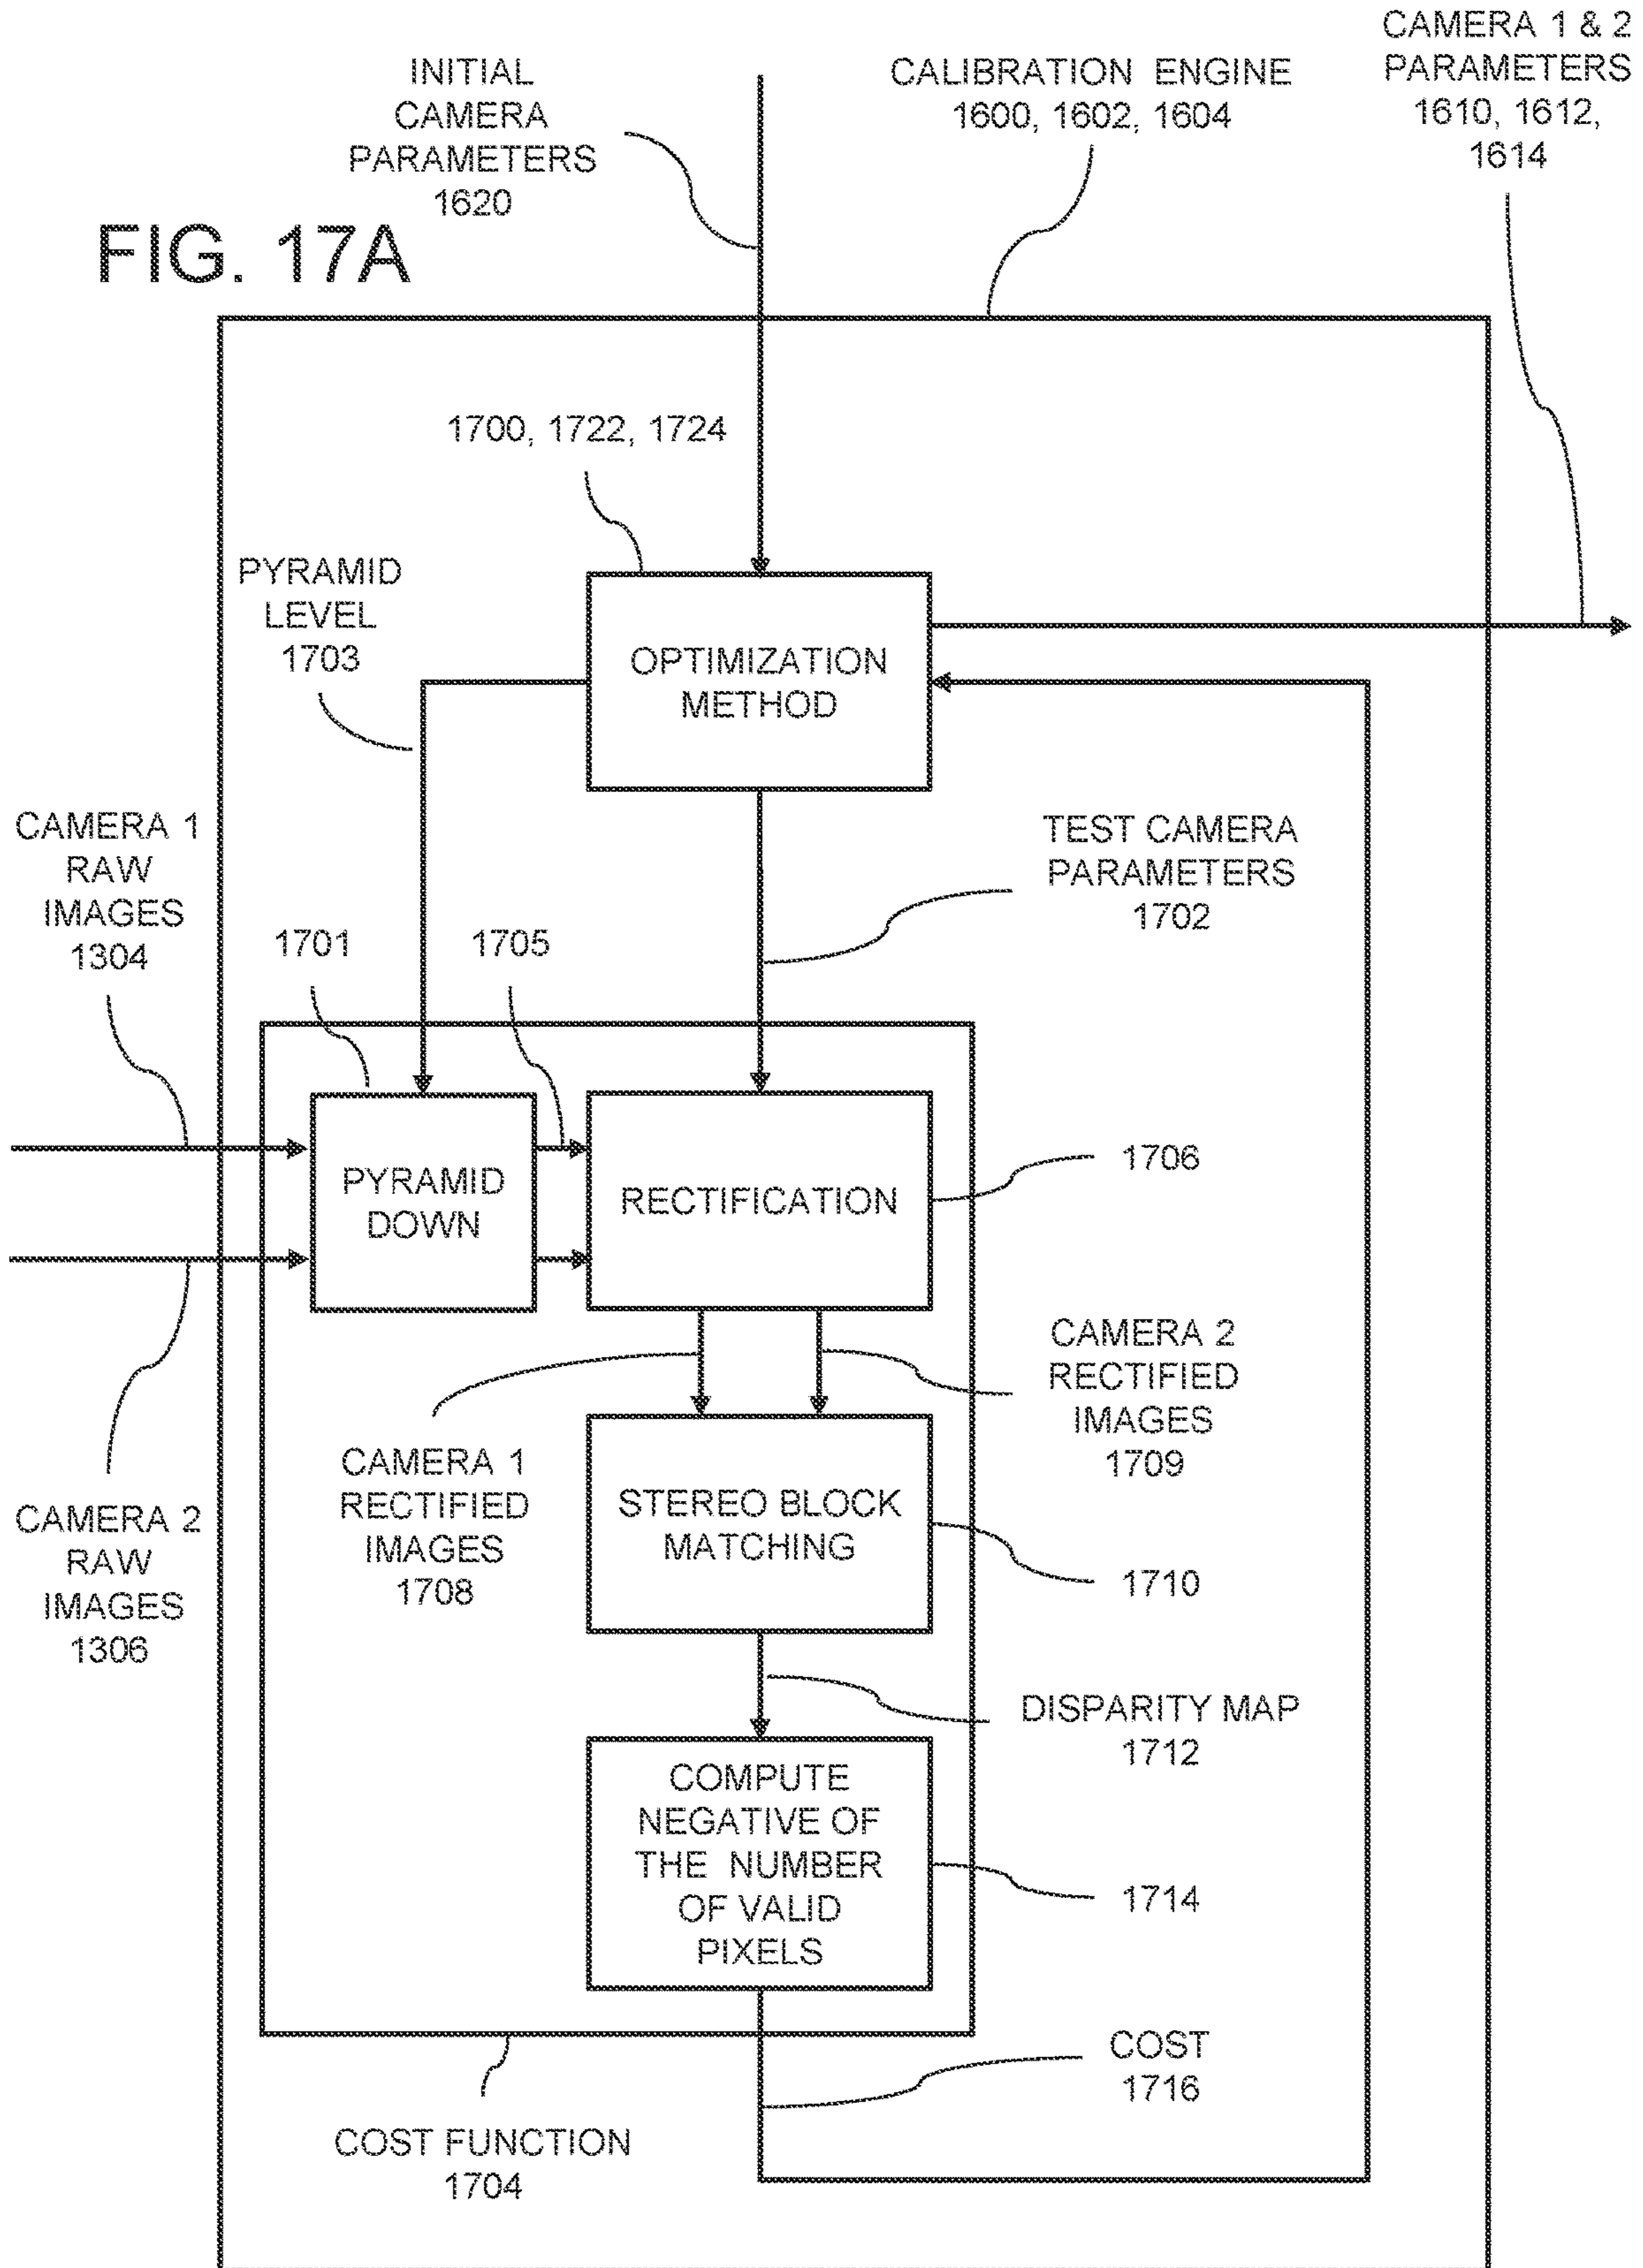 CAMERA 1 & 2
PARAMETERS
1610, 1612,
1614
INITIAL
CAMERA
PARAMETERS
1620
CALIBRATION ENGINE
1600, 1602, 1604
FIG. 17A
1700, 1722, 1724
PYRAMID
LEVEL
1703
OPTIMIZATION
METHOD
CAMERA 1
RAW
IMAGES
1304
TEST CAMERA
PARAMETERS
1702
1701
1705
PYRAMID
DOWN
RECTIFICATION
1706
CAMERA 2
RECTIFIED
IMAGES
1709
CAMERA 1
RECTIFIED
IMAGES
1708
STEREO BLOCK
MATCHING
1710
CAMERA 2
RAW
IMAGES
1306
DISPARITY MAP
1712
COMPUTE
NEGATIVE OF
THE NUMBER
OF VALID
PIXELS
1714
COST
1716
COST FUNCTION
1704